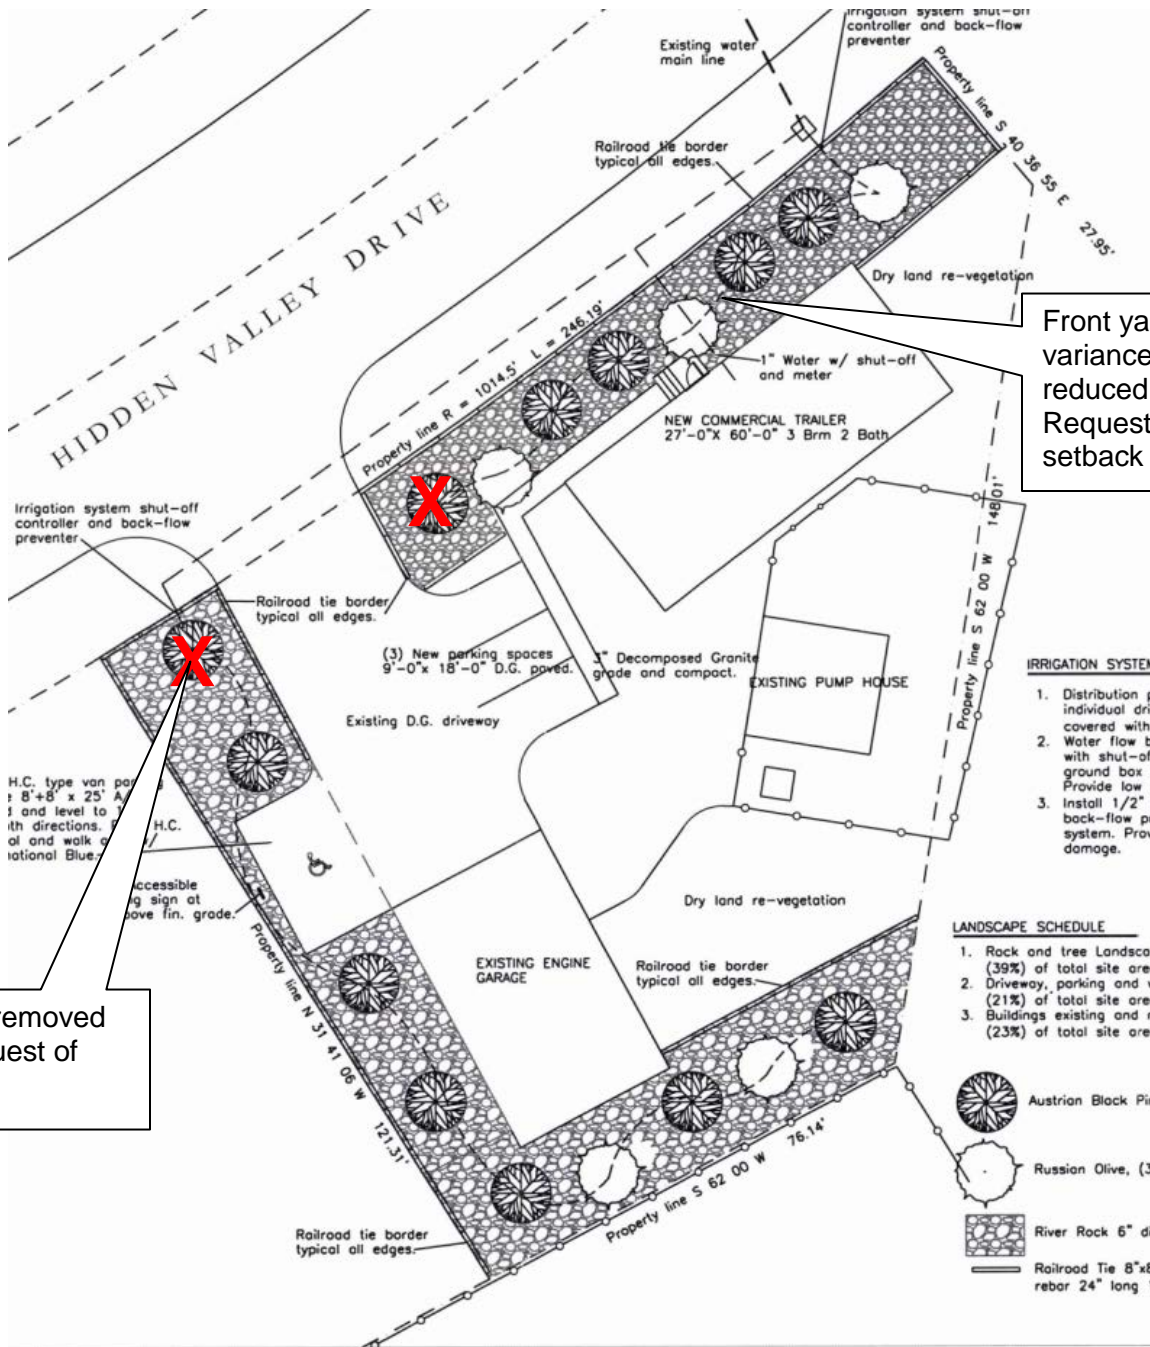 Irrigation system shut-off
controller and back-flow
preventer
Existing water
main line
Property line S 40 36 55 E 27.95'
Railroad tie border
typical all edges.
HIDDEN VALLEY DRIVE
Dry land re-vegetation
Front ya
variance
reduced
Request
setback
Property line R = 1014.5' L = 246.19'
1" Water w/ shut-off
and meter
NEW COMMERCIAL TRAILER
27'-0"X 60'-0" 3 Brm 2 Bath
X
Irrigation system shut-off
controller and back-flow
preventer
Property line S 62 00 W 148.01'
Railroad tie border
typical all edges.
X
(3) New parking spaces
9'-0"x 18'-0" D.G. paved.
3" Decomposed Granite
grade and compact.
EXISTING PUMP HOUSE
Existing D.G. driveway
IRRIGATION SYSTEM
1. Distribution p
individual dri
covered with
2. Water flow b
with shut-of
ground box
Provide low
3. Install 1/2"
back-flow p
system. Prov
damage.
H.C. type van parking
8'+8' x 25' A/
and level to 1
th directions. H.C.
ol and walk
national Blue.
Accessible
g sign at
ove fin. grade.
Dry land re-vegetation
Property line N 31 41 06 W 121.31'
EXISTING ENGINE
GARAGE
Railroad tie border
typical all edges.
LANDSCAPE SCHEDULE
1. Rock and tree Landsca
(39%) of total site are
2. Driveway, parking and
(21%) of total site are
3. Buildings existing and
(23%) of total site are
removed
uest of
Austrian Black Pi
Russian Olive, (3
Property line S 62 00 W 76.14'
River Rock 6" di
Railroad tie border
typical all edges.
Railroad Tie 8"x8
rebar 24" long